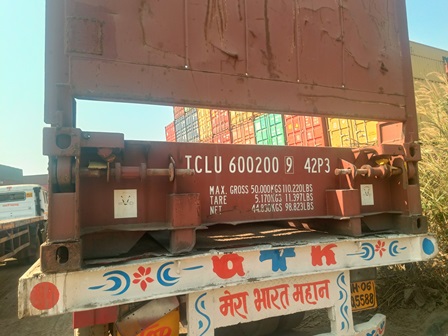 TCLU 600200 9 42P3
MAX. GROSS 50.000KGS 110.220LBS
TARE 5.170KGS 11.397LBS
NET 44.830KGS 98.823LBS
मेरा भारत महान